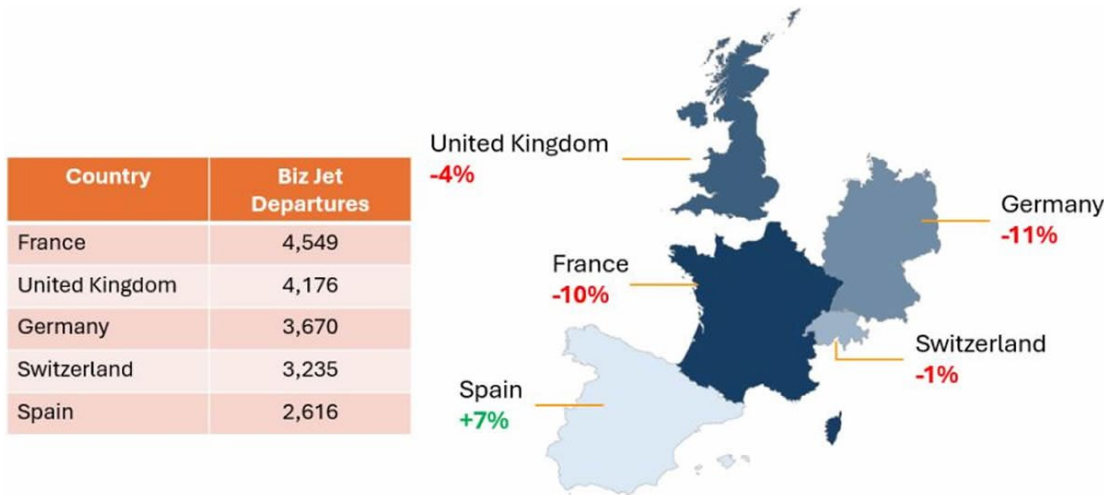 Country Biz Jet
Departures
France 4,549
United Kingdom 4,176
Germany 3,670
Switzerland 3,235
Spain 2,616
United Kingdom
-4%
Germany
-11%
France
-10%
Switzerland
-1%
Spain
+7%